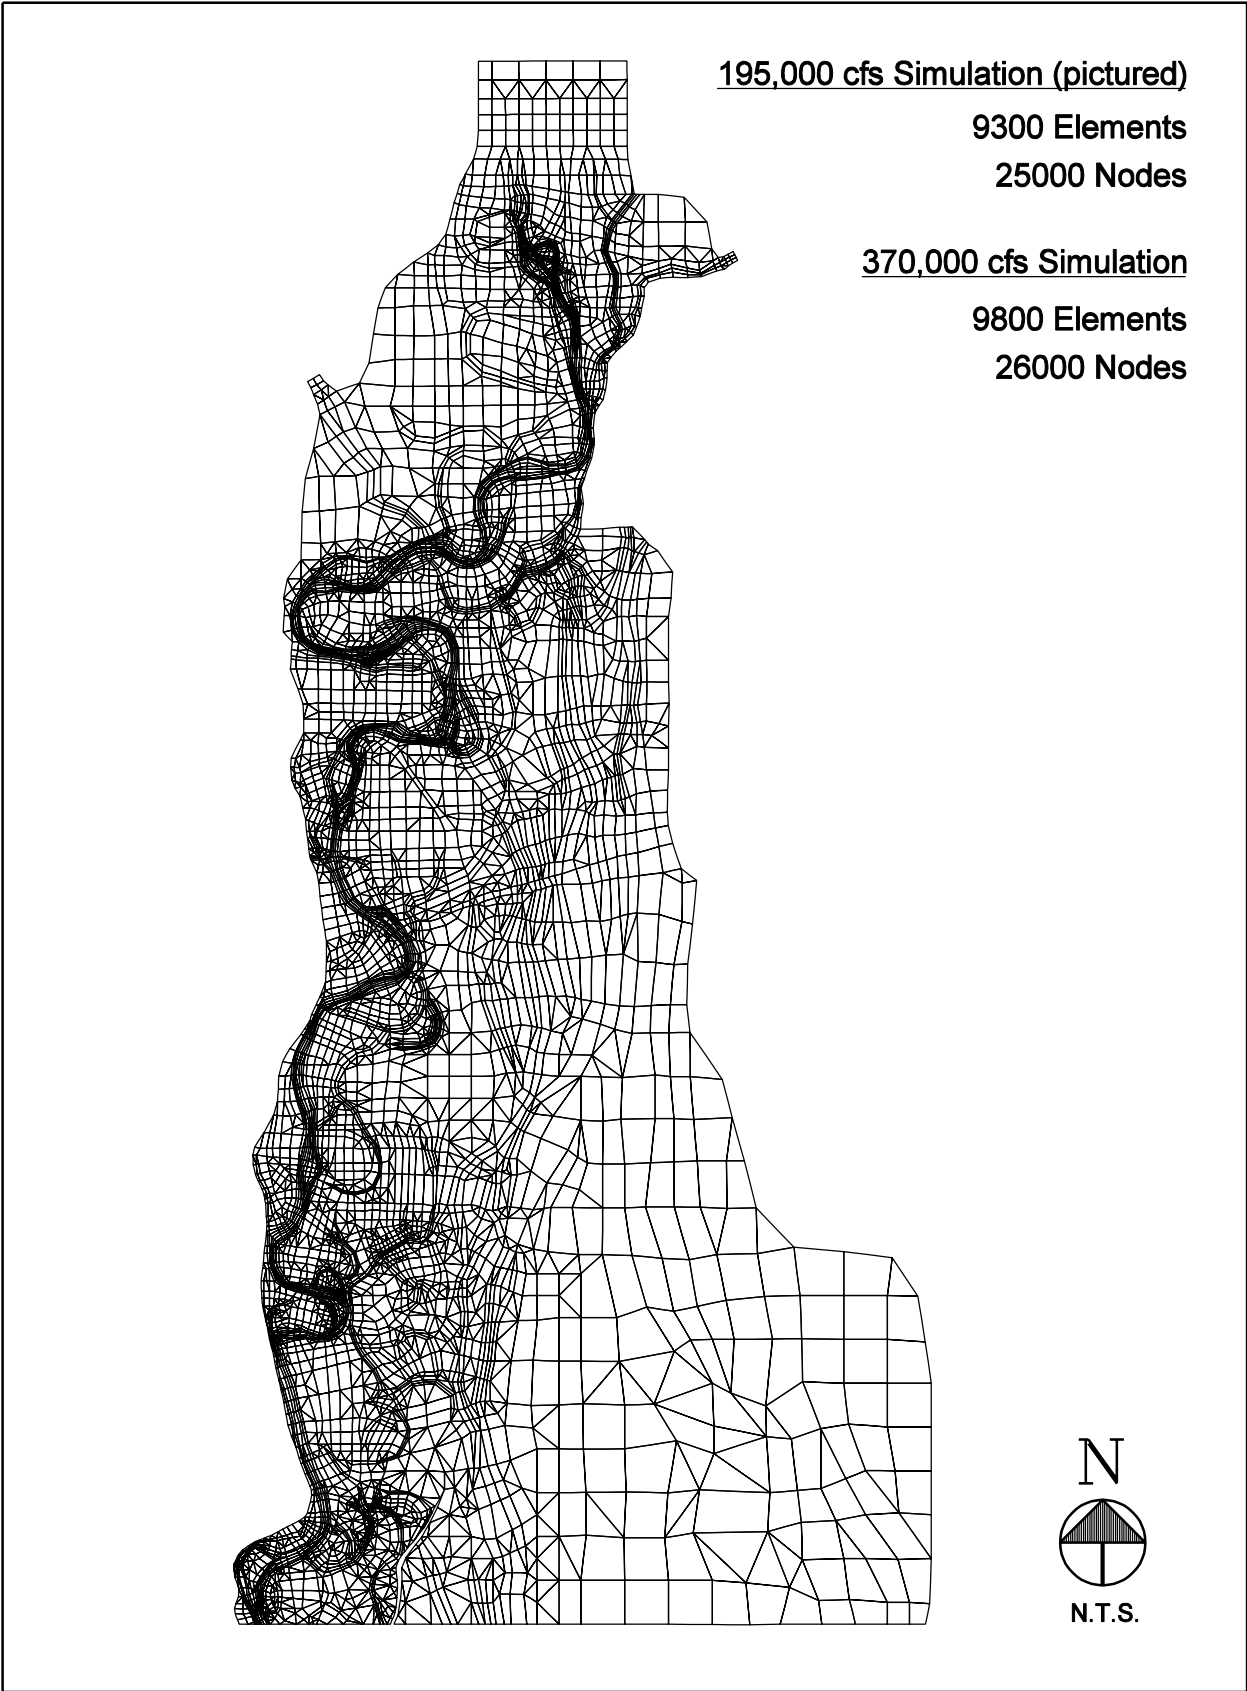 195,000 cfs Simulation (pictured)
9300 Elements
25000 Nodes
370,000 cfs Simulation
9800 Elements
26000 Nodes
N
N.T.S.